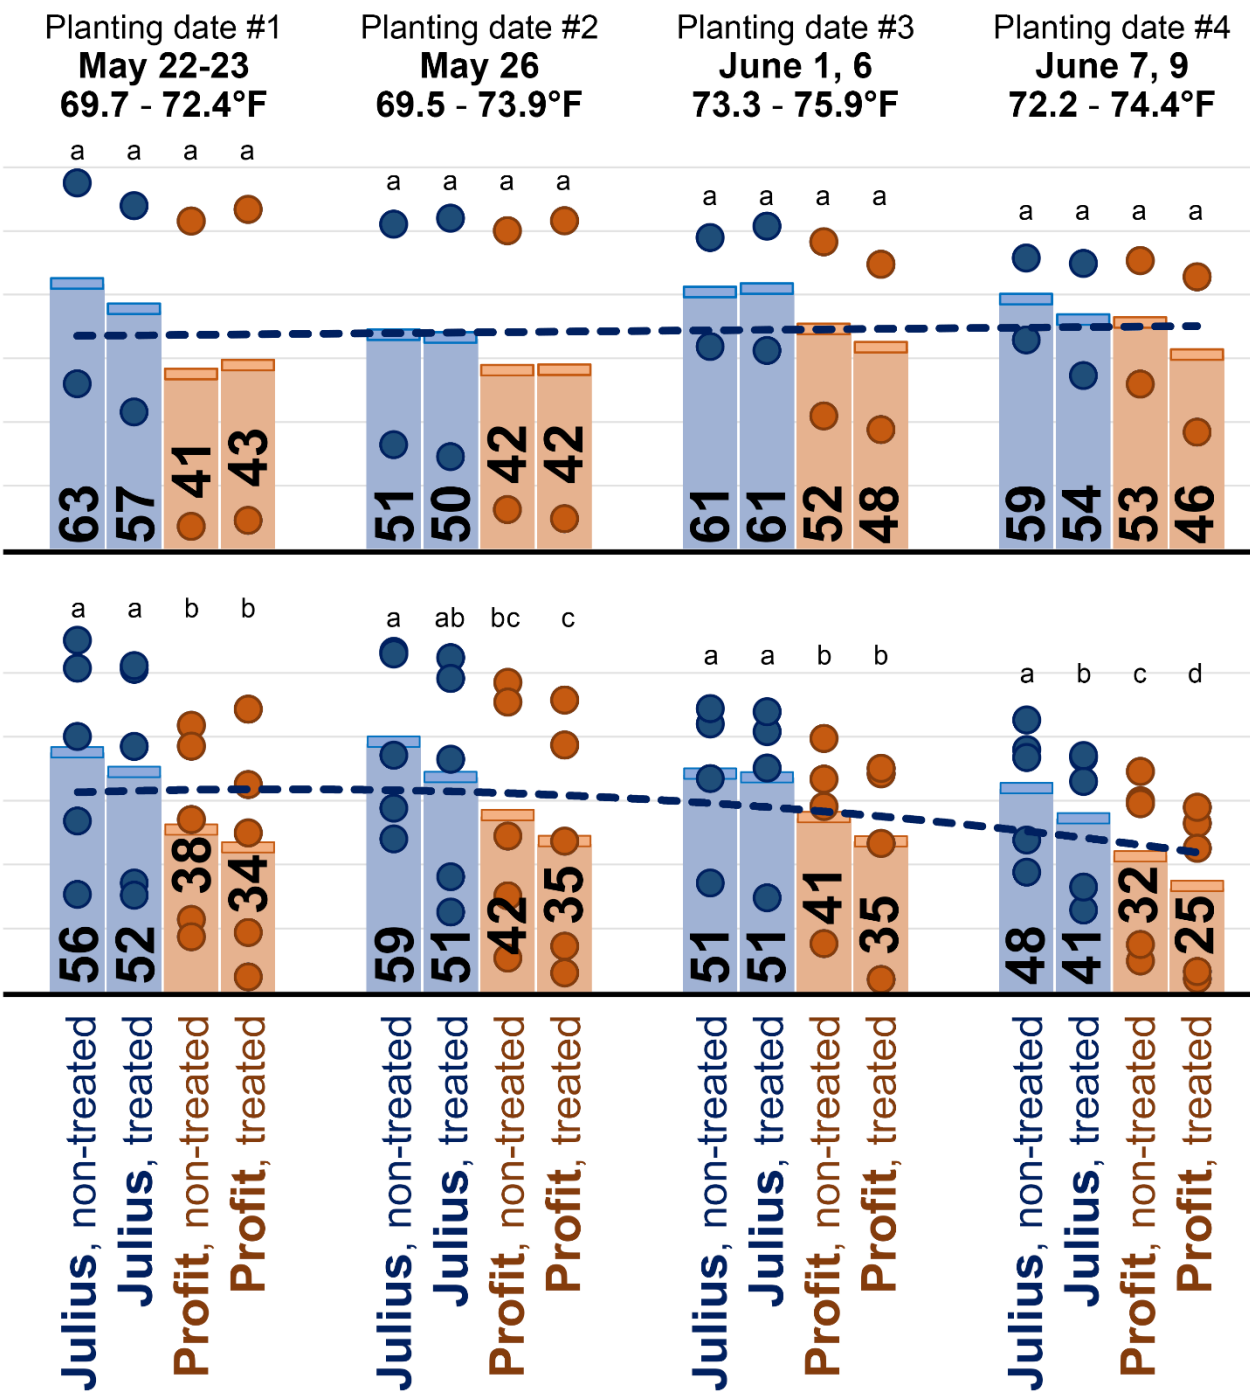 Planting date #1
May 22-23
69.7 - 72.4°F
Planting date #2
May 26
69.5 - 73.9°F
Planting date #3
June 1, 6
73.3 - 75.9°F
Planting date #4
June 7, 9
72.2 - 74.4°F
a a a a
a a a a
a a a a
a a a a
63 57 41 43
51 50 42 42
61 61 52 48
59 54 53 46
a a b b
a ab bc c
a a b b
a b c d
56 52 38 34
59 51 42 35
51 51 41 35
48 41 32 25
Julius, non-treated
Julius, treated
Profit, non-treated
Profit, treated
Julius, non-treated
Julius, treated
Profit, non-treated
Profit, treated
Julius, non-treated
Julius, treated
Profit, non-treated
Profit, treated
Julius, non-treated
Julius, treated
Profit, non-treated
Profit, treated